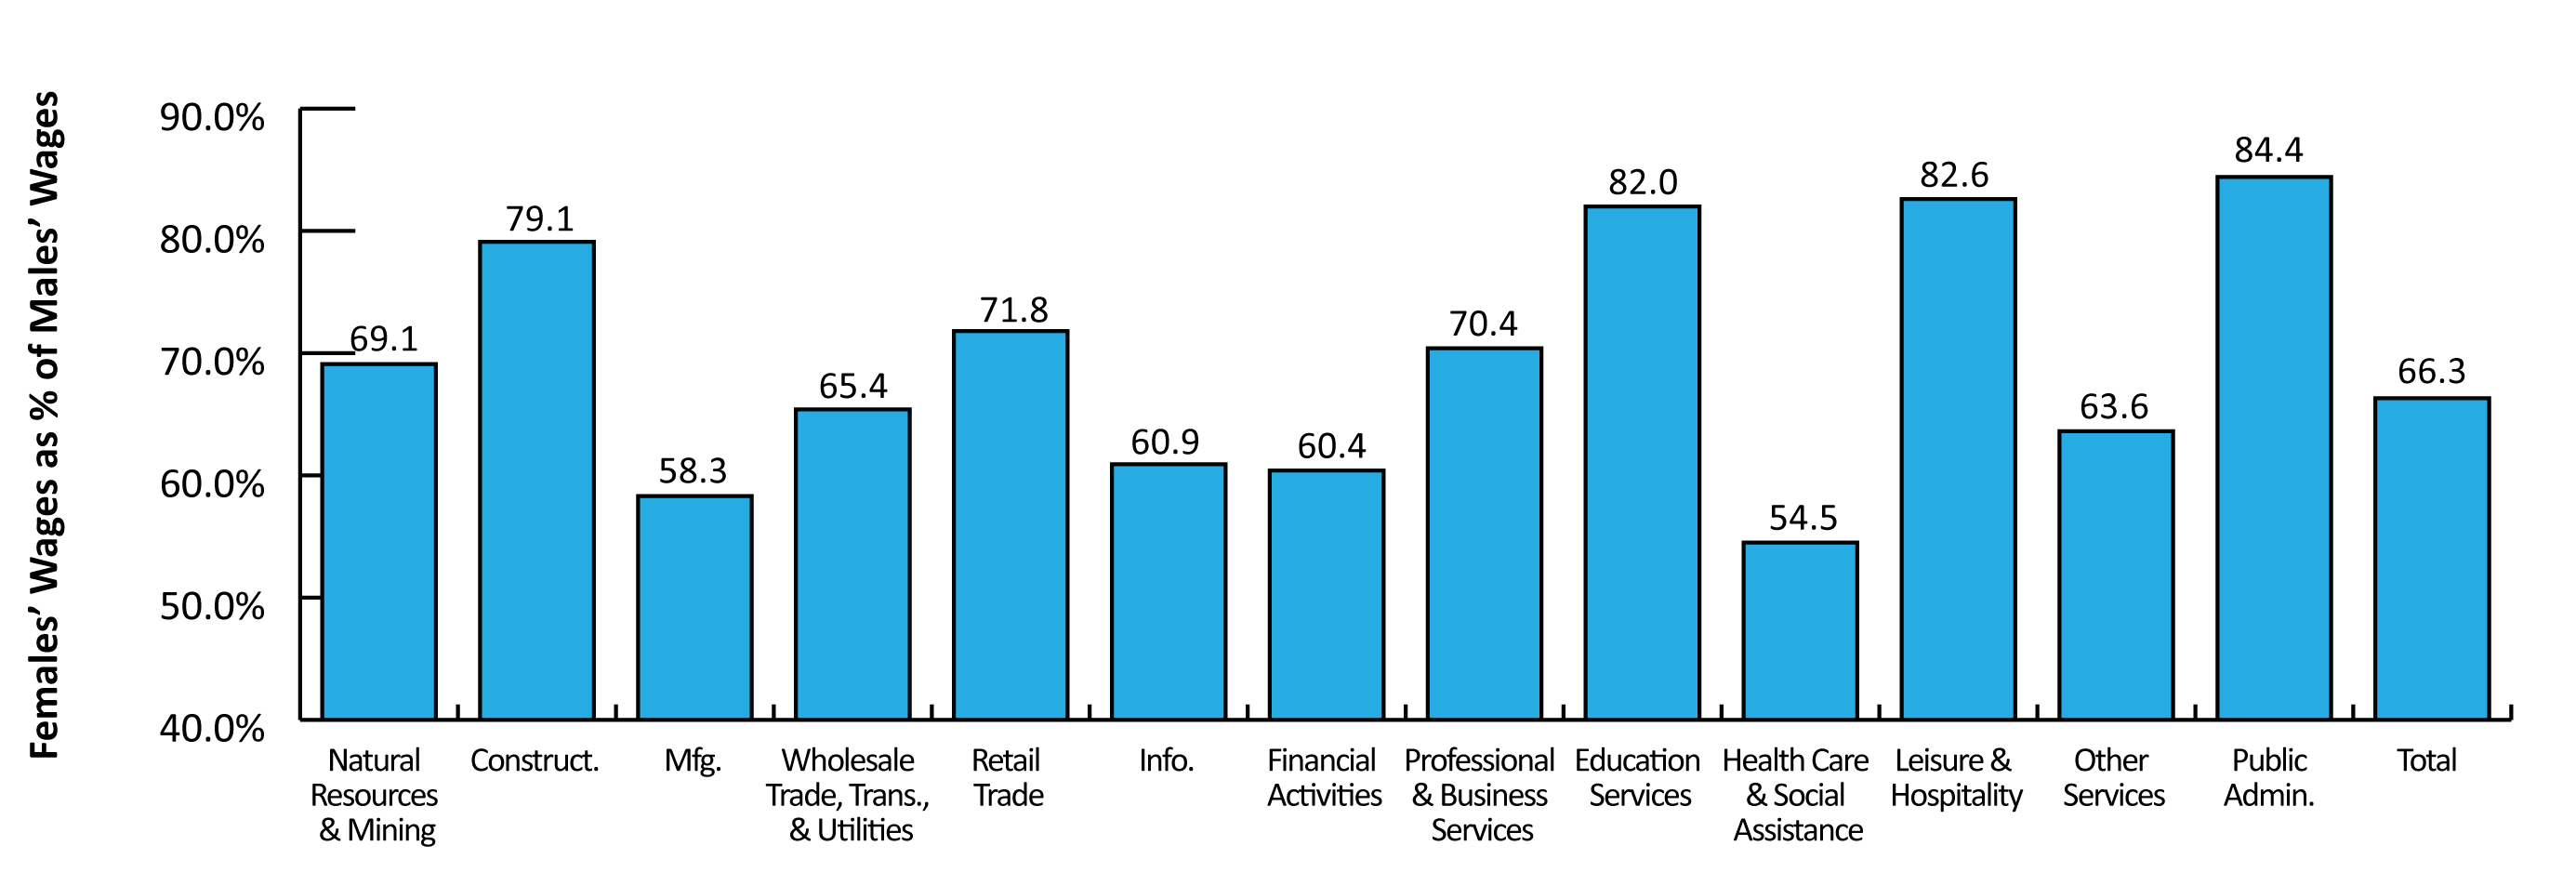 Females' Wages as % of Males' Wages
90.0%
80.0%
70.0%
60.0%
50.0%
40.0%
69.1
79.1
58.3
65.4
71.8
60.9
60.4
70.4
82.0
54.5
82.6
63.6
84.4
66.3
Natural
Resources
& Mining
Construct.
Mfg.
Wholesale
Trade, Trans.,
& Utilities
Retail
Trade
Info.
Financial
Activities
Professional
& Business
Services
Education
Services
Health Care
& Social
Assistance
Leisure &
Hospitality
Other
Services
Public
Admin.
Total